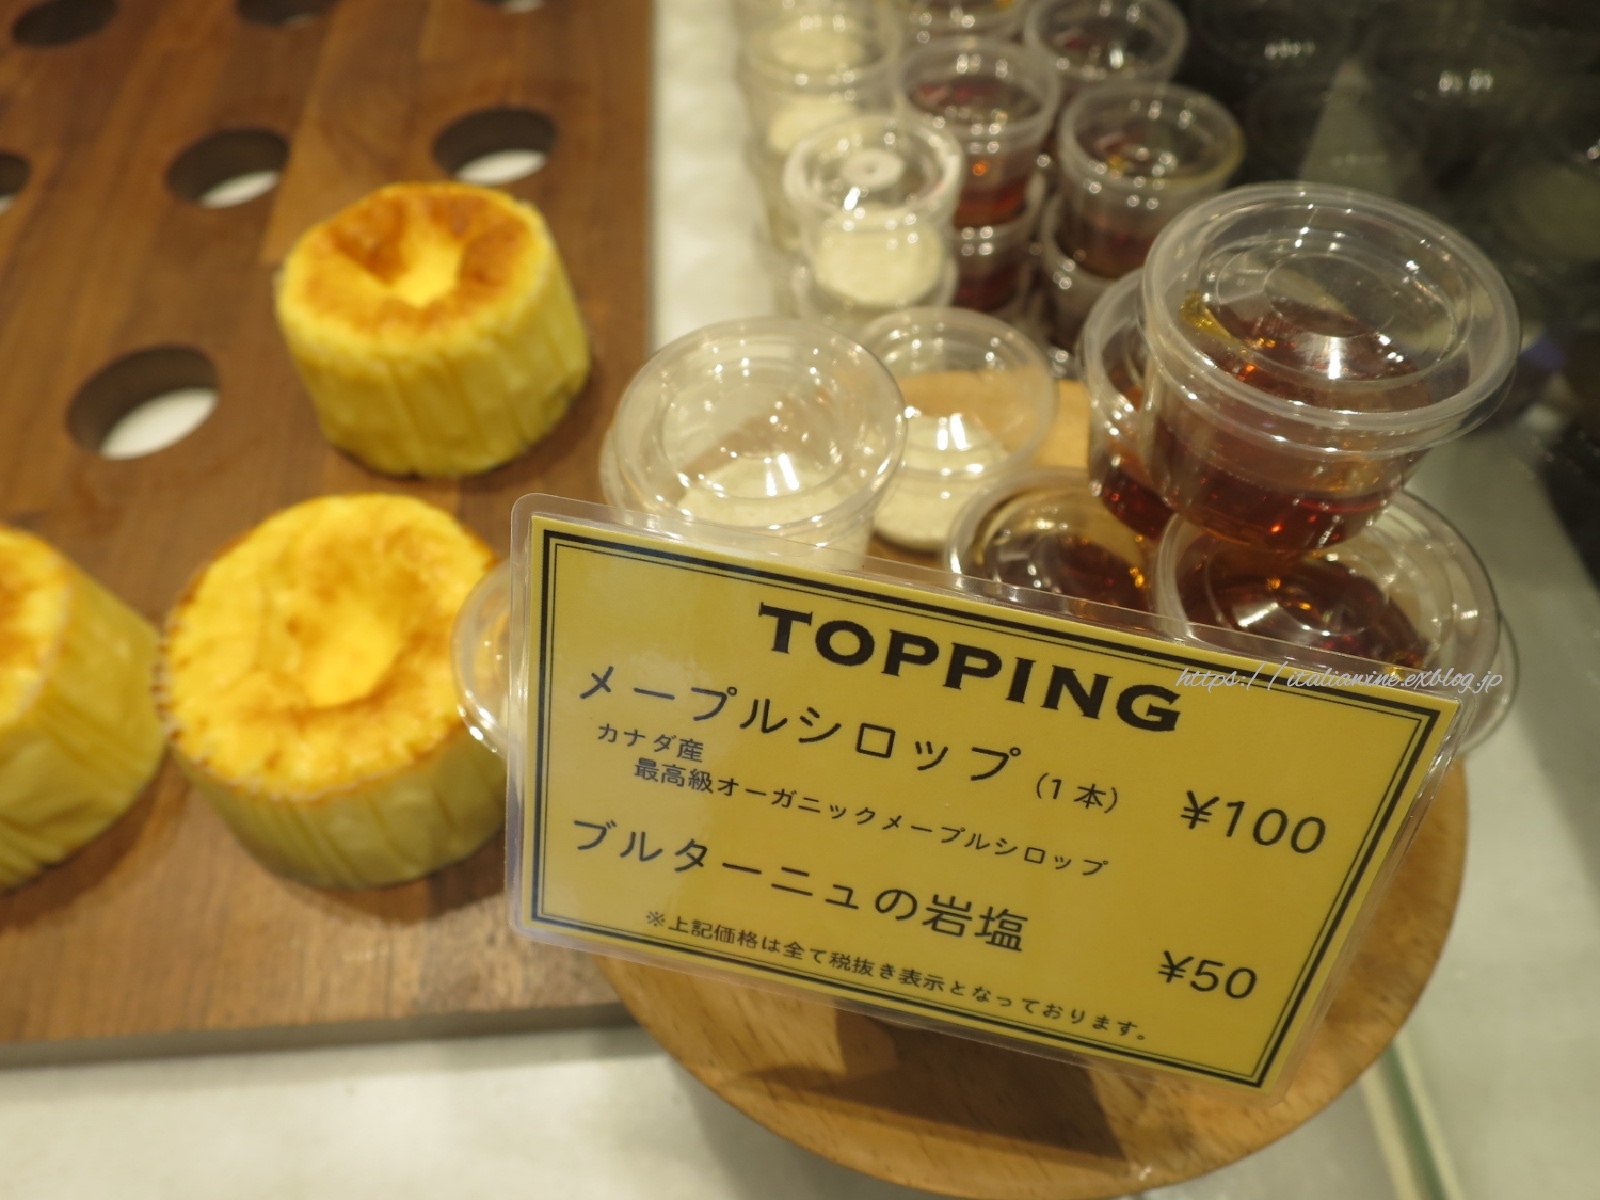 TOPPING
メープルシロップ (1本) ¥100
カナダ産
最高級オーガニックメープルシロップ
ブルターニュの岩塩 ¥50
※上記価格は全て税抜き表示となっております。
https://italianine.exblog.jp